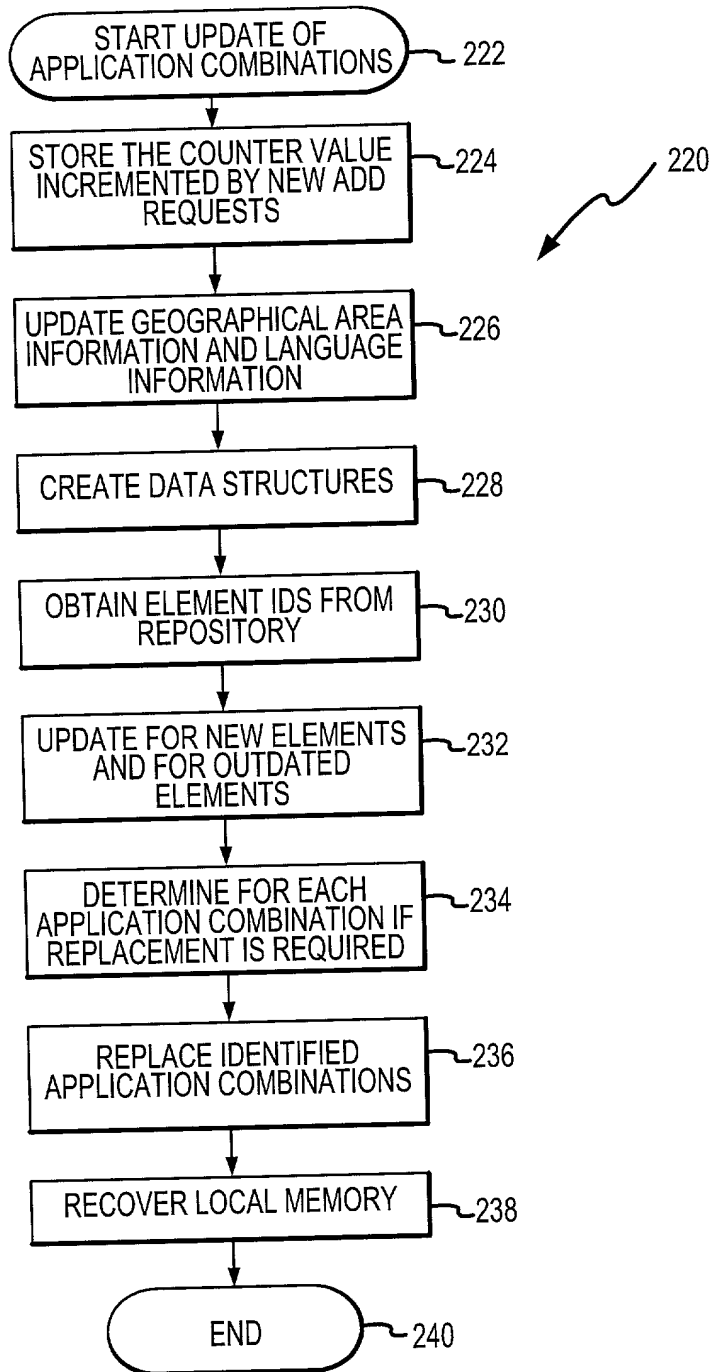 START UPDATE OF
APPLICATION COMBINATIONS
222
STORE THE COUNTER VALUE
INCREMENTED BY NEW ADD
REQUESTS
224
220
UPDATE GEOGRAPHICAL AREA
INFORMATION AND LANGUAGE
INFORMATION
226
CREATE DATA STRUCTURES
228
OBTAIN ELEMENT IDS FROM
REPOSITORY
230
UPDATE FOR NEW ELEMENTS
AND FOR OUTDATED
ELEMENTS
232
DETERMINE FOR EACH
APPLICATION COMBINATION IF
REPLACEMENT IS REQUIRED
234
REPLACE IDENTIFIED
APPLICATION COMBINATIONS
236
RECOVER LOCAL MEMORY
238
END
240